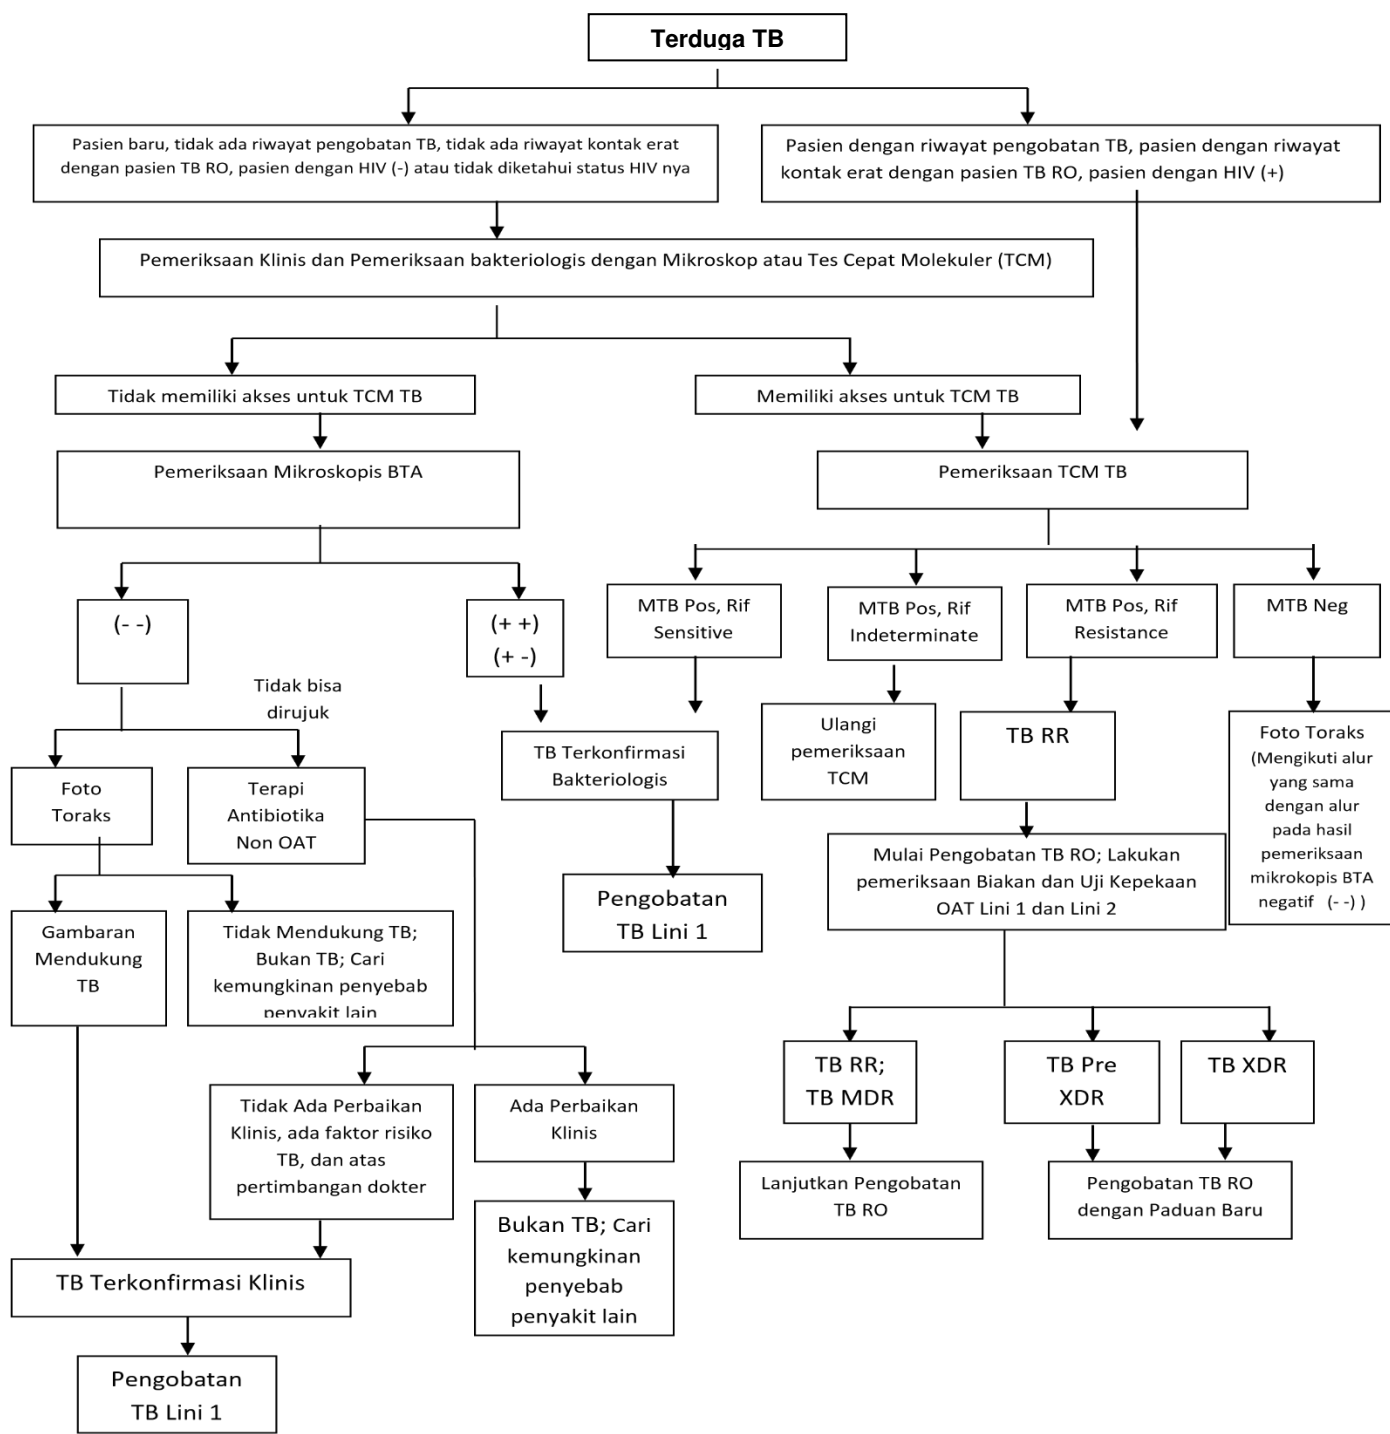 Terduga TB
Pasien baru, tidak ada riwayat pengobatan TB, tidak ada riwayat kontak erat
dengan pasien TB RO, pasien dengan HIV (-) atau tidak diketahui status HIV nya
Pasien dengan riwayat pengobatan TB, pasien dengan riwayat
kontak erat dengan pasien TB RO, pasien dengan HIV (+)
Pemeriksaan Klinis dan Pemeriksaan bakteriologis dengan Mikroskop atau Tes Cepat Molekuler (TCM)
Tidak memiliki akses untuk TCM TB
Memiliki akses untuk TCM TB
Pemeriksaan Mikroskopis BTA
Pemeriksaan TCM TB
(- -)
(+ +)
(+ -)
MTB Pos, Rif
Sensitive
MTB Pos, Rif
Indeterminate
MTB Pos, Rif
Resistance
MTB Neg
Tidak bisa
dirujuk
Foto
Toraks
Terapi
Antibiotika
Non OAT
TB Terkonfirmasi
Bakteriologis
Ulangi
pemeriksaan
TCM
TB RR
Foto Toraks
(Mengikuti alur
yang sama
dengan alur
pada hasil
pemeriksaan
mikrokopis BTA
negatif (- -) )
Mulai Pengobatan TB RO; Lakukan
pemeriksaan Biakan dan Uji Kepekaan
OAT Lini 1 dan Lini 2
Pengobatan
TB Lini 1
Gambaran
Mendukung
TB
Tidak Mendukung TB;
Bukan TB; Cari
kemungkinan penyebab
penyakit lain
TB RR;
TB MDR
TB Pre
XDR
TB XDR
Tidak Ada Perbaikan
Klinis, ada faktor risiko
TB, dan atas
pertimbangan dokter
Ada Perbaikan
Klinis
Lanjutkan Pengobatan
TB RO
Pengobatan TB RO
dengan Paduan Baru
Bukan TB; Cari
kemungkinan
penyebab
penyakit lain
TB Terkonfirmasi Klinis
Pengobatan
TB Lini 1